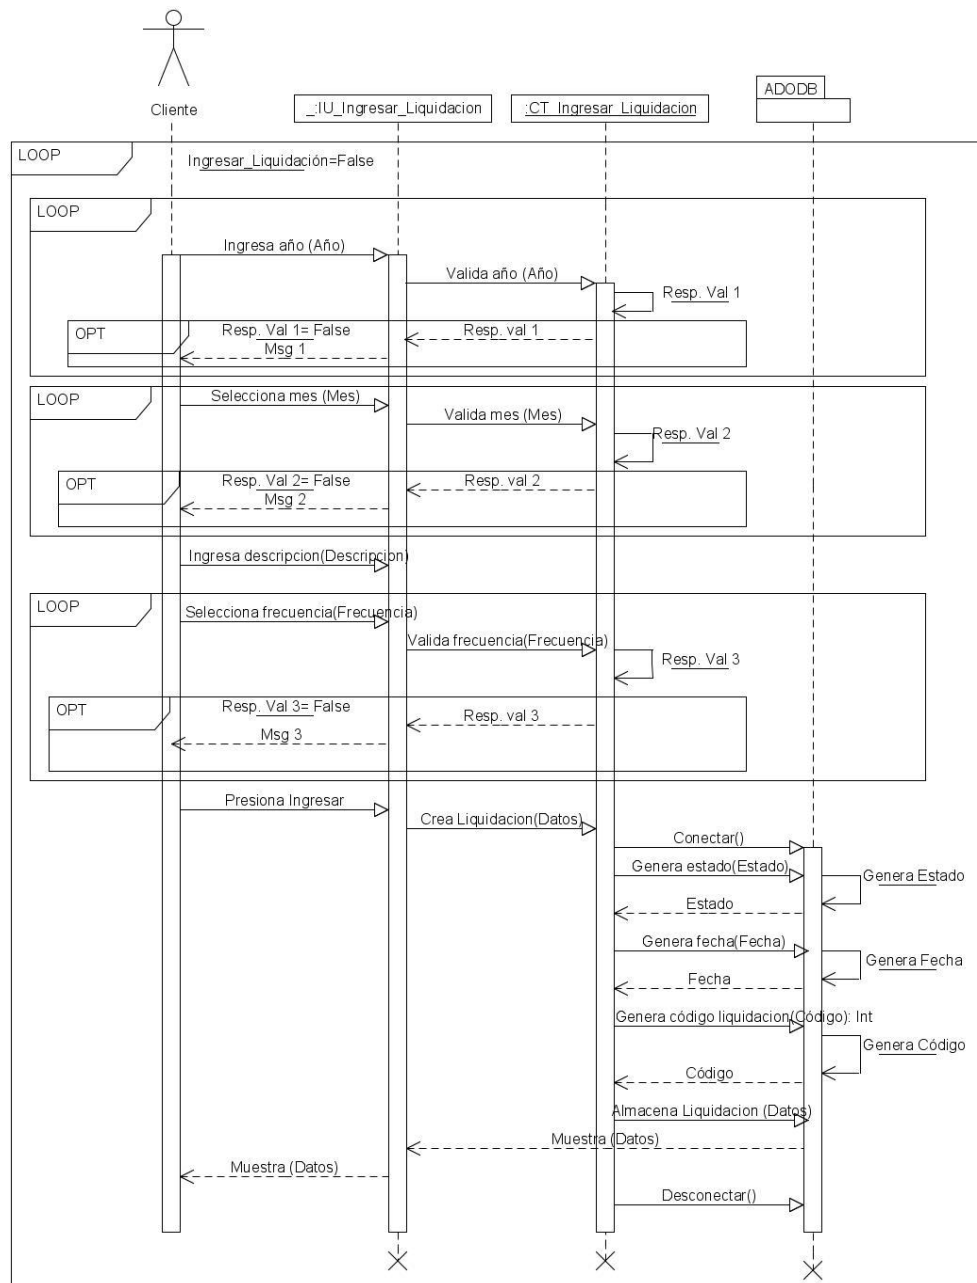 ADODB
Cliente
_:IU_Ingresar_Liquidacion
:CT_Ingresar_Liquidacion
LOOP
Ingresar_Liquidación=False
LOOP
Ingresa año (Año)
Valida año (Año)
Resp. Val 1
OPT
Resp. Val 1= False
Resp. val 1
Msg 1
LOOP
Selecciona mes (Mes)
Valida mes (Mes)
Resp. Val 2
OPT
Resp. Val 2= False
Resp. val 2
Msg 2
Ingresa descripcion(Descripcion)
LOOP
Selecciona frecuencia(Frecuencia)
Valida frecuencia(Frecuencia)
Resp. Val 3
OPT
Resp. Val 3= False
Resp. val 3
Msg 3
Presiona Ingresar
Crea Liquidacion(Datos)
Conectar()
Genera estado(Estado)
Genera Estado
Estado
Genera fecha(Fecha)
Genera Fecha
Fecha
Genera código liquidacion(Código): Int
Genera Código
Código
Almacena Liquidacion (Datos)
Muestra (Datos)
Muestra (Datos)
Desconectar()